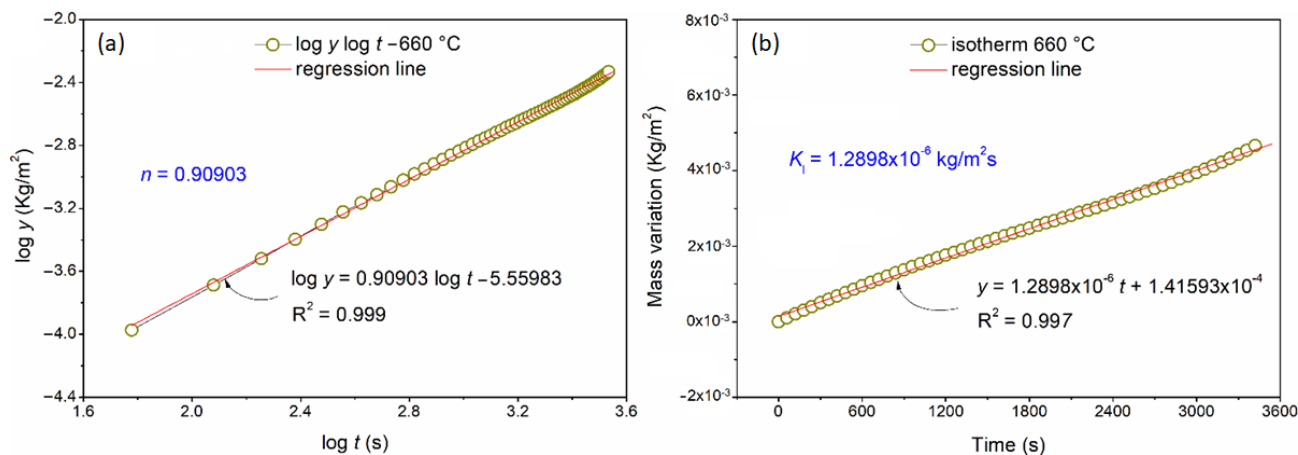 (a)
log y log t −660 °C
regression line
n = 0.90903
log y = 0.90903 log t −5.55983
R² = 0.999
log y (Kg/m²)
−2.0
−2.4
−2.8
−3.2
−3.6
−4.0
−4.4
1.6 2.0 2.4 2.8 3.2 3.6
log t (s)
(b)
isotherm 660 °C
regression line
Kₗ = 1.2898x10⁻⁶ kg/m²s
y = 1.2898x10⁻⁶ t + 1.41593x10⁻⁴
R² = 0.997
Mass variation (Kg/m²)
8x10⁻³
6x10⁻³
4x10⁻³
2x10⁻³
0x10⁻³
−2x10⁻³
0 600 1200 1800 2400 3000 3600
Time (s)